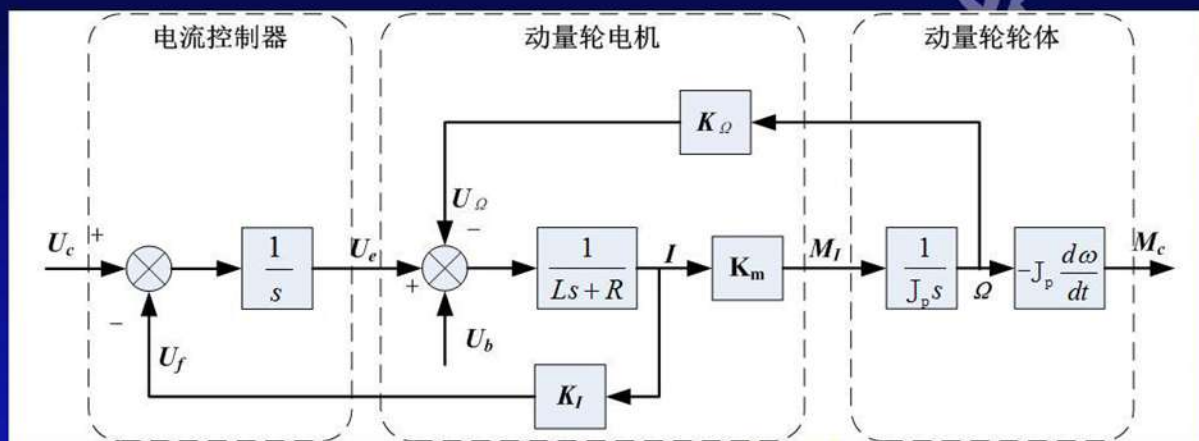 电流控制器
动量轮电机
动量轮轮体
K_Ω
U_Ω
−
U_c
+
1/s
U_e
+
1/(Ls+R)
I
K_m
M_I
1/(J_p s)
Ω
-J_p dω/dt
M_c
−
U_f
U_b
K_I